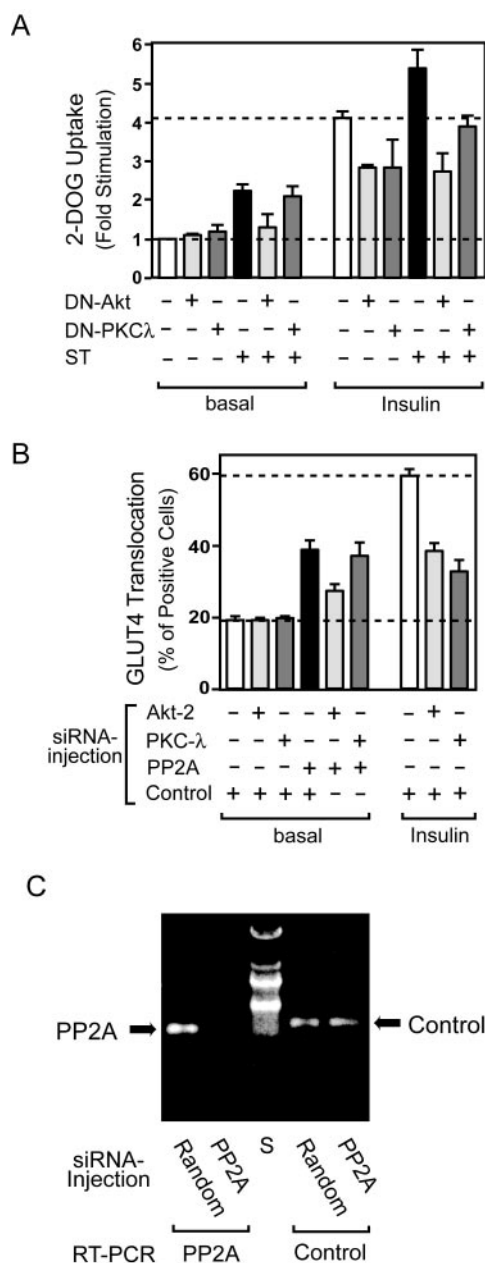 A
2-DOG Uptake
(Fold Stimulation)
6
5
4
3
2
1
0
DN-Akt - + - - + - - + - - + -
DN-PKCλ - - + - - + - - + - - +
ST - - - + + + - - - + + +
basal Insulin
B
GLUT4 Translocation
(% of Positive Cells)
60
40
20
0
siRNA-
injection
Akt-2 - + - - + - - + -
PKC-λ - - + - - + - - +
PP2A - - - + + + - - -
Control + + + + - - + + +
basal Insulin
C
PP2A Control
siRNA-
Injection
Random PP2A S Random PP2A
RT-PCR PP2A Control